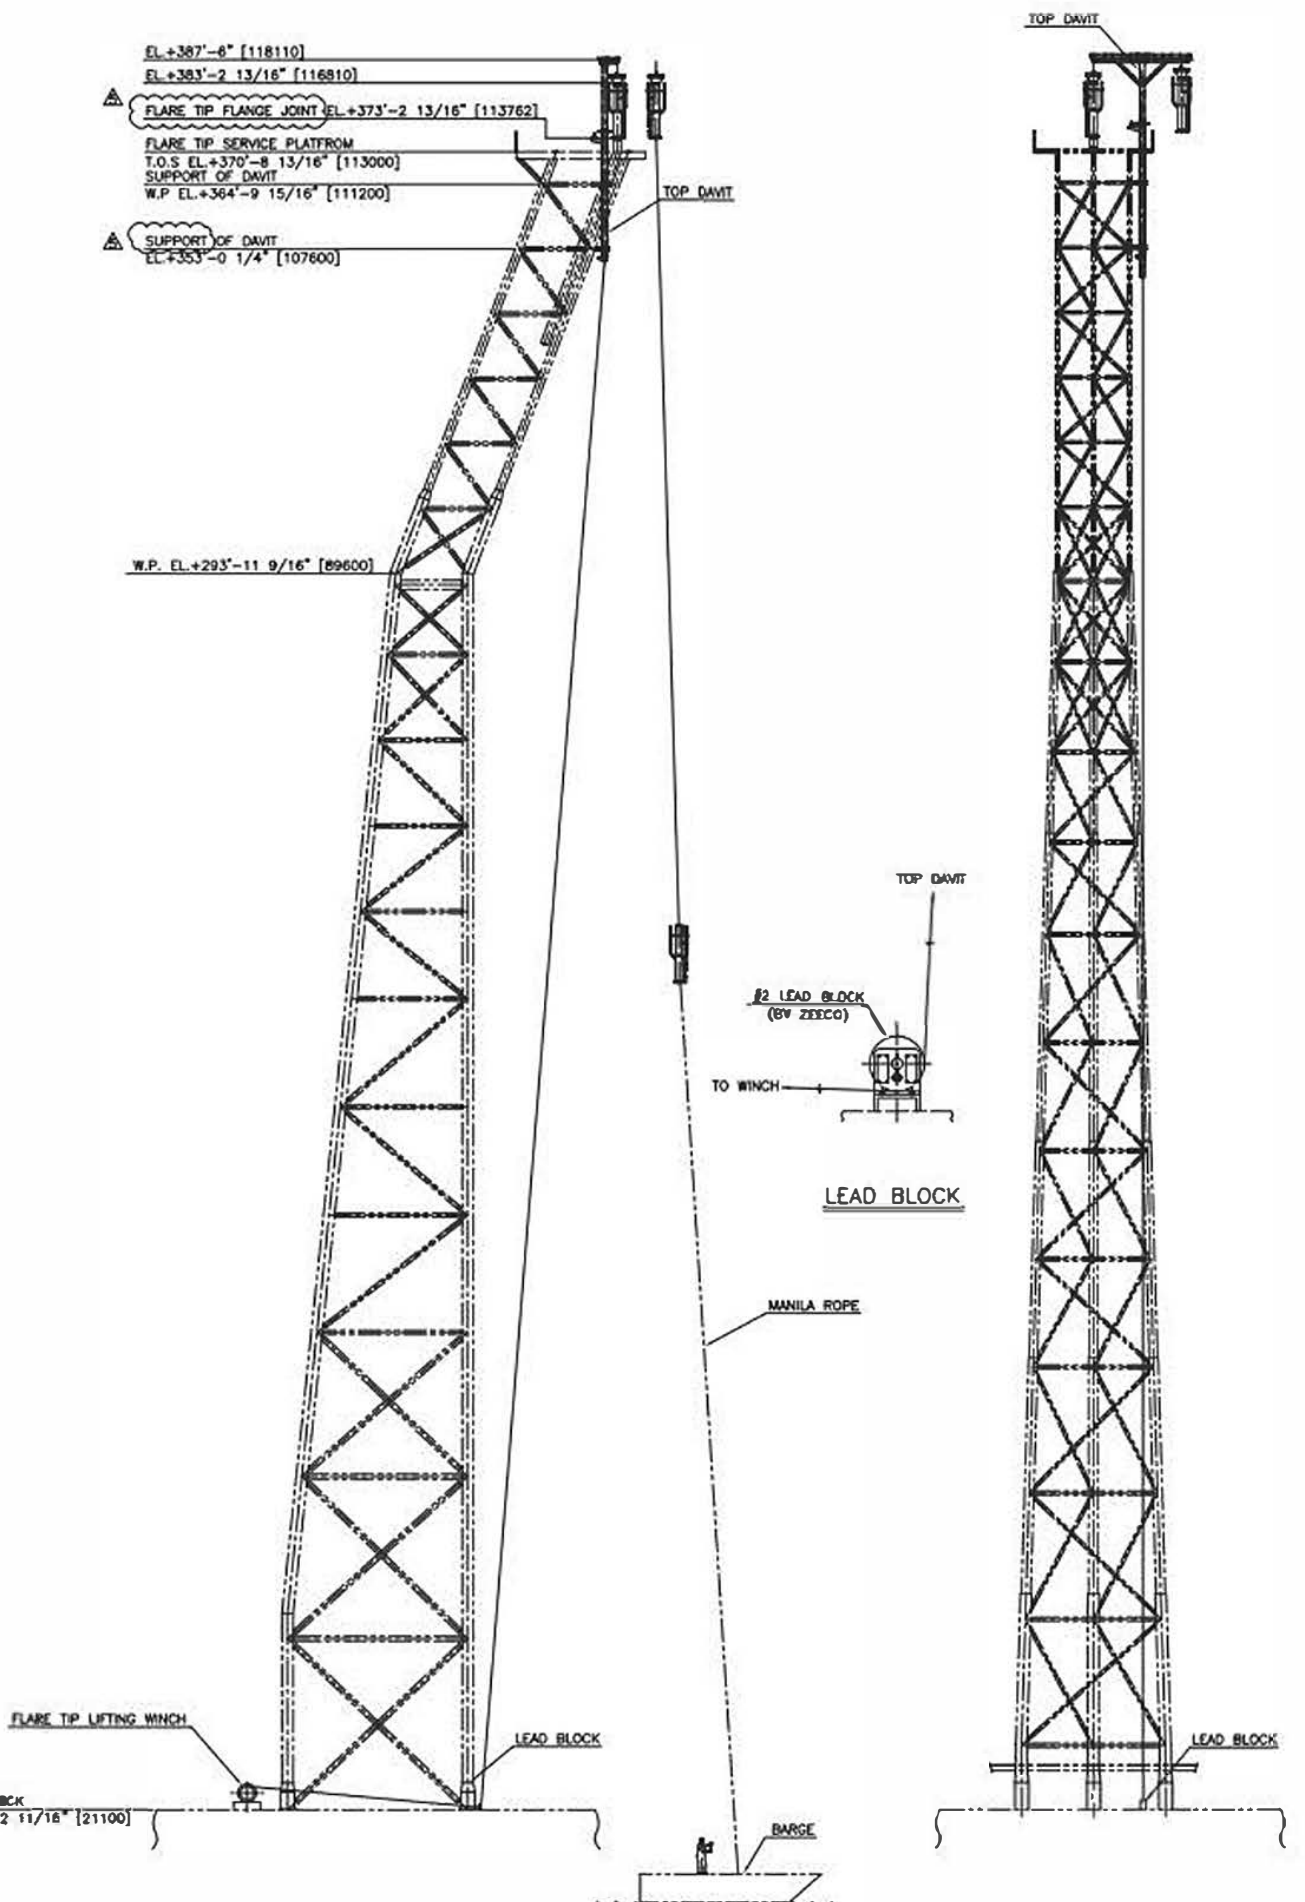 TOP DAVIT
EL.+387'-6" [118110]
EL.+383'-2 13/16" [116810]
FLARE TIP FLANGE JOINT EL.+373'-2 13/16" [113762]
FLARE TIP SERVICE PLATFROM
T.O.S EL.+370'-8 13/16" [113000]
SUPPORT OF DAVIT
W.P EL.+364'-9 15/16" [111200]
TOP DAVIT
SUPPORT OF DAVIT
EL.+353'-0 1/4" [107600]
W.P. EL.+293'-11 9/16" [89600]
TOP DAVIT
#2 LEAD BLOCK
(BY ZEECO)
TO WINCH
LEAD BLOCK
MANILA ROPE
FLARE TIP LIFTING WINCH
LEAD BLOCK
LEAD BLOCK
2 11/16" [21100]
BARGE